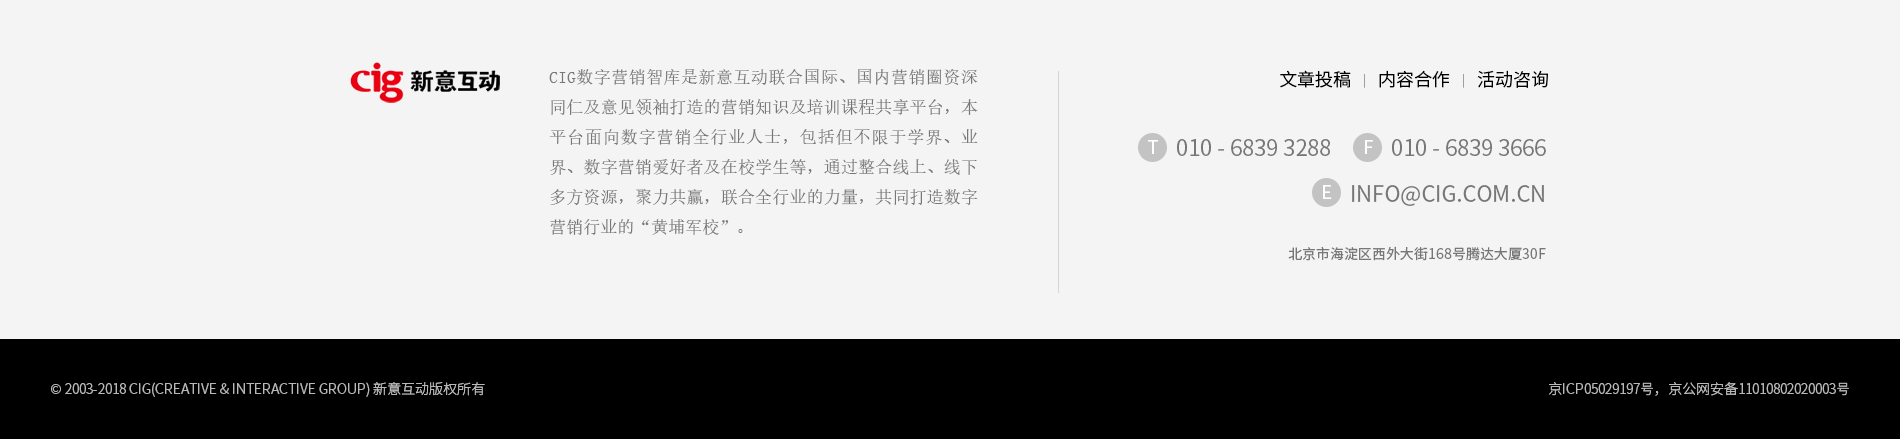 cig 新意互动
CIG数字营销智库是新意互动联合国际、国内营销圈资深
同仁及意见领袖打造的营销知识及培训课程共享平台，本
平台面向数字营销全行业人士，包括但不限于学界、业
界、数字营销爱好者及在校学生等，通过整合线上、线下
多方资源，聚力共赢，联合全行业的力量，共同打造数字
营销行业的“黄埔军校”。
文章投稿 | 内容合作 | 活动咨询
T 010 - 6839 3288 F 010 - 6839 3666
E INFO@CIG.COM.CN
北京市海淀区西外大街168号腾达大厦30F
© 2003-2018 CIG(CREATIVE & INTERACTIVE GROUP) 新意互动版权所有
京ICP05029197号，京公网安备11010802020003号